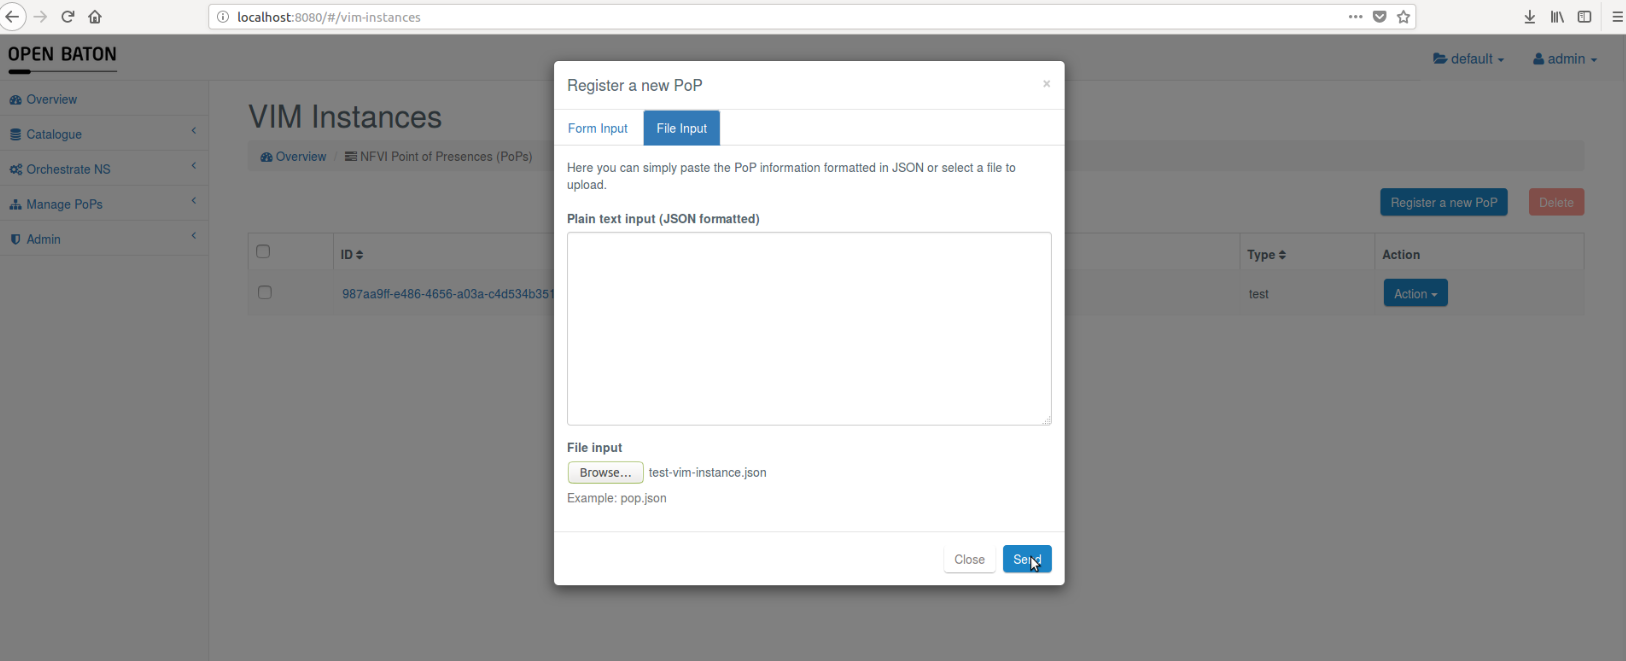 localhost:8080/#/vim-instances
OPEN BATON
default
admin
Overview
Catalogue
Orchestrate NS
Manage PoPs
Admin
VIM Instances
Overview / NFVI Point of Presences (PoPs)
Register a new PoP
Delete
ID
Type
Action
987aa9ff-e486-4656-a03a-c4d534b351
test
Action
Register a new PoP
×
Form Input
File Input
Here you can simply paste the PoP information formatted in JSON or select a file to
upload.
Plain text input (JSON formatted)
File input
Browse... test-vim-instance.json
Example: pop.json
Close
Send